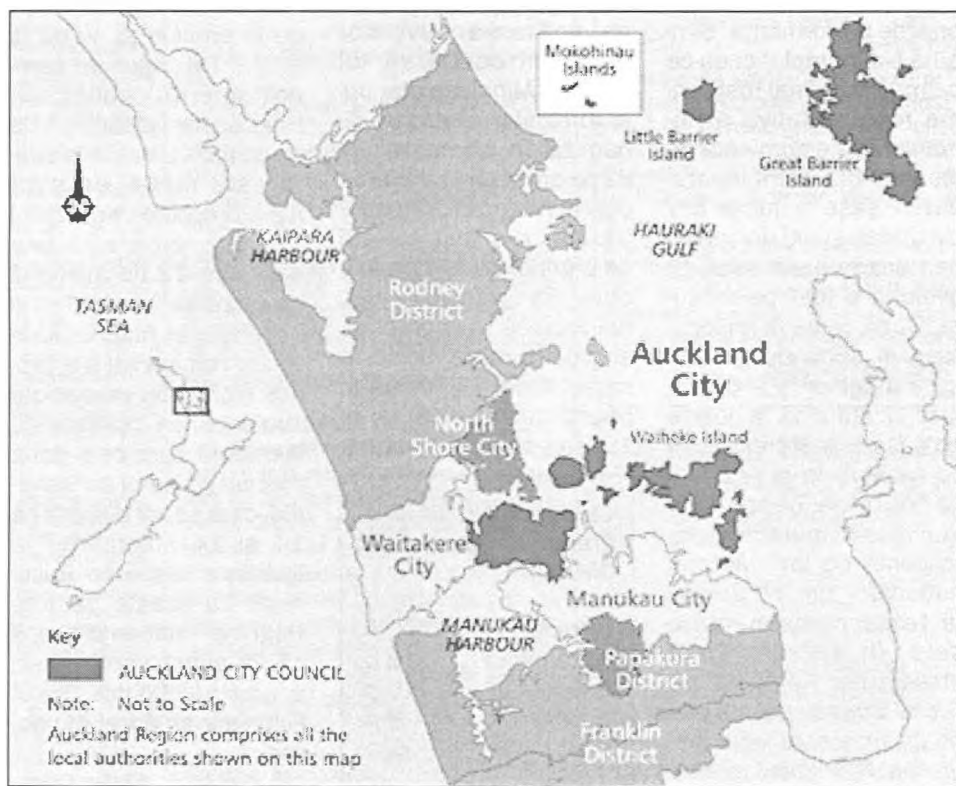 Mokohinau
Islands
Little Barrier
Island
Great Barrier
Island
KAIPARA
HARBOUR
HAURAKI
GULF
TASMAN
SEA
Rodney
District
Auckland
City
North
Shore City
Waiheke Island
Waitakere
City
Manukau City
MANUKAU
HARBOUR
Papakura
District
Franklin
District
Key
AUCKLAND CITY COUNCIL
Note: Not to Scale
Auckland Region comprises all the
local authorities shown on this map